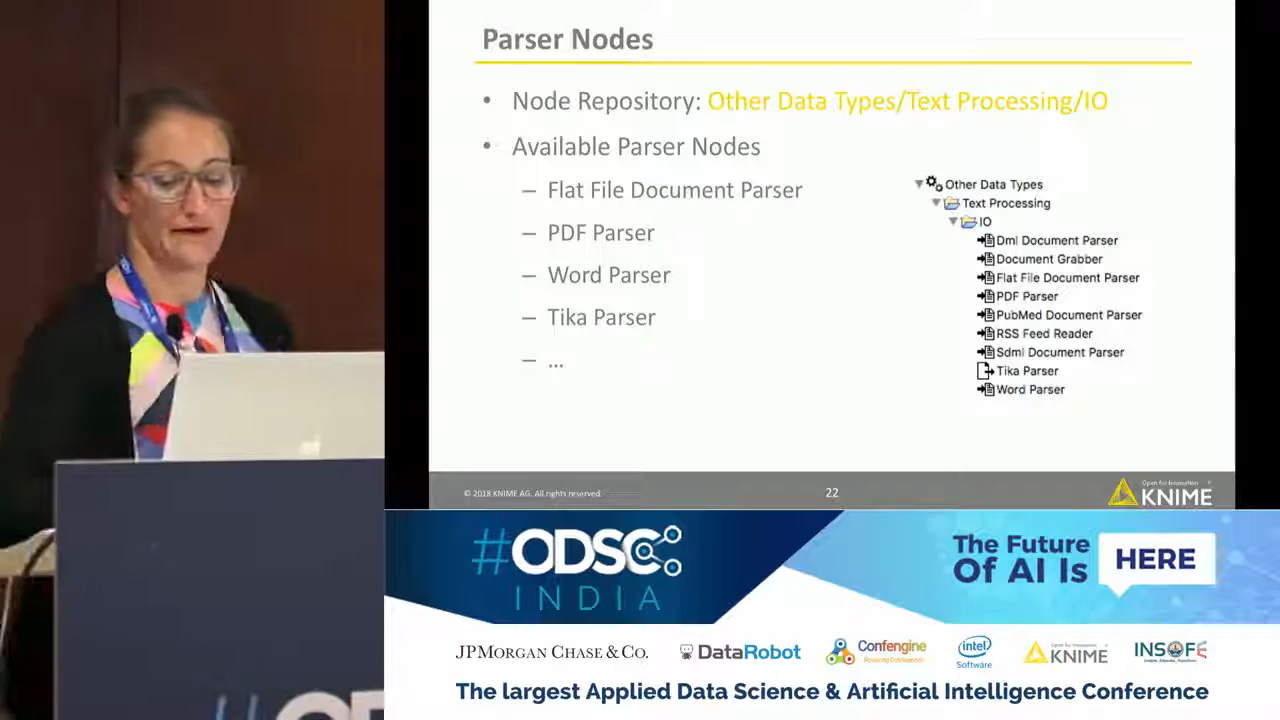 Parser Nodes
• Node Repository: Other Data Types/Text Processing/IO
• Available Parser Nodes
– Flat File Document Parser
– PDF Parser
– Word Parser
– Tika Parser
– ...
Other Data Types
Text Processing
IO
Dml Document Parser
Document Grabber
Flat File Document Parser
PDF Parser
PubMed Document Parser
RSS Feed Reader
Sdml Document Parser
Tika Parser
Word Parser
© 2018 KNIME AG. All rights reserved.
22
Open for Innovation
KNIME
#ODSC
INDIA
The Future
Of AI Is
HERE
JPMORGAN CHASE & CO.
DataRobot
Confengine
intel
Software
KNIME
INSOFE
The largest Applied Data Science & Artificial Intelligence Conference